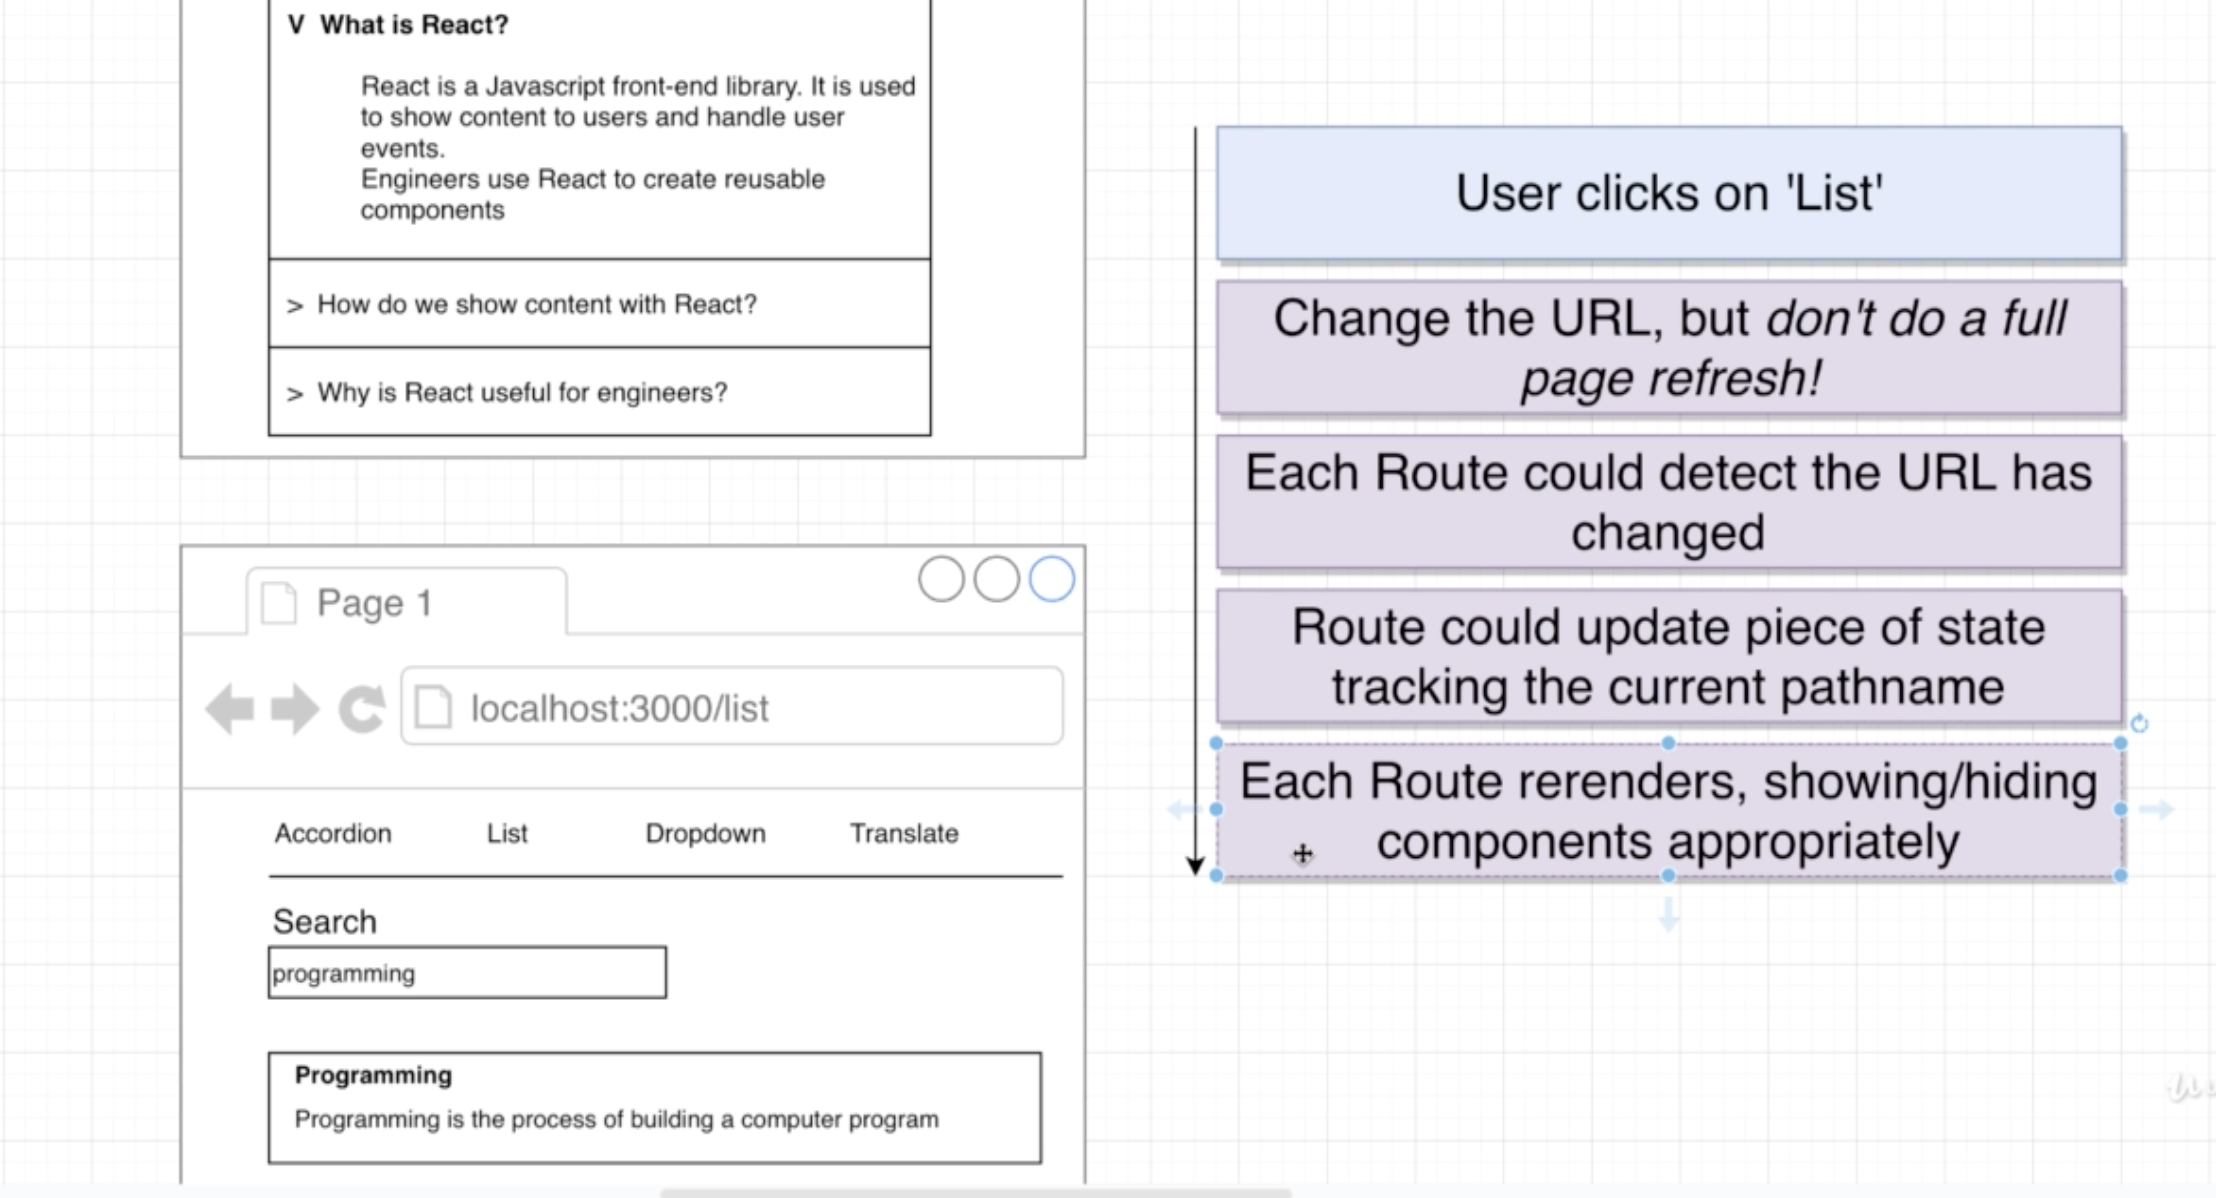 V What is React?
React is a Javascript front-end library. It is used
to show content to users and handle user
events.
Engineers use React to create reusable
components
> How do we show content with React?
> Why is React useful for engineers?
Page 1
localhost:3000/list
Accordion List Dropdown Translate
Search
programming
Programming
Programming is the process of building a computer program
User clicks on 'List'
Change the URL, but don't do a full
page refresh!
Each Route could detect the URL has
changed
Route could update piece of state
tracking the current pathname
Each Route rerenders, showing/hiding
components appropriately